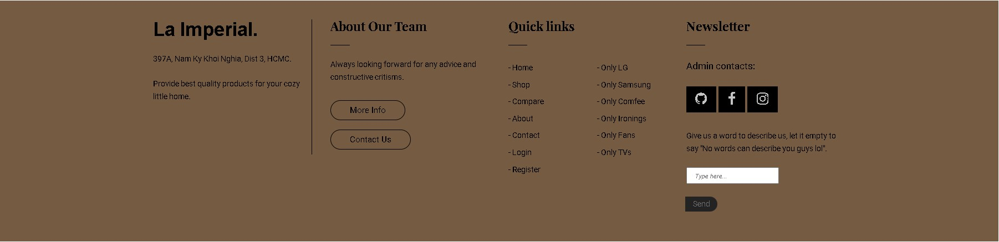 La Imperial.
397A, Nam Ky Khoi Nghia, Dist 3, HCMC.
Provide best quality products for your cozy
little home.
About Our Team
Always looking forward for any advice and
constructive critisms.
More Info
Contact Us
Quick links
- Home
- Shop
- Compare
- About
- Contact
- Login
- Register
- Only LG
- Only Samsung
- Only Comfee
- Only Ironings
- Only Fans
- Only TVs
Newsletter
Admin contacts:
Give us a word to describe us, let it empty to
say "No words can describe you guys lol".
Type here...
Send